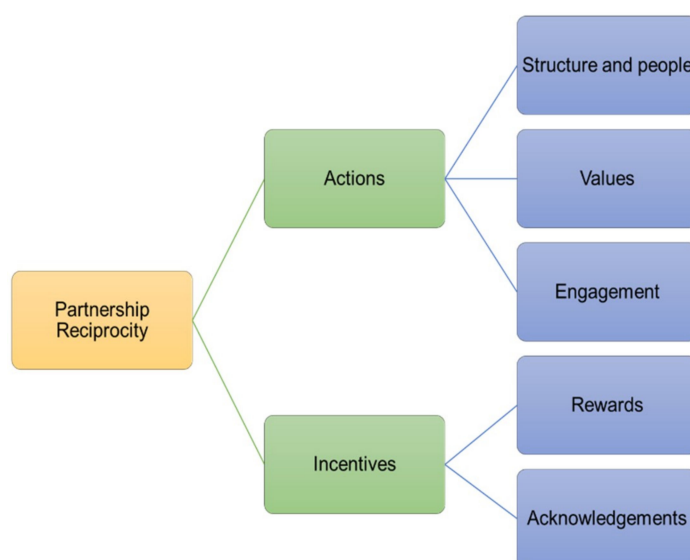 Structure and people
Actions
Values
Engagement
Partnership
Reciprocity
Rewards
Incentives
Acknowledgements